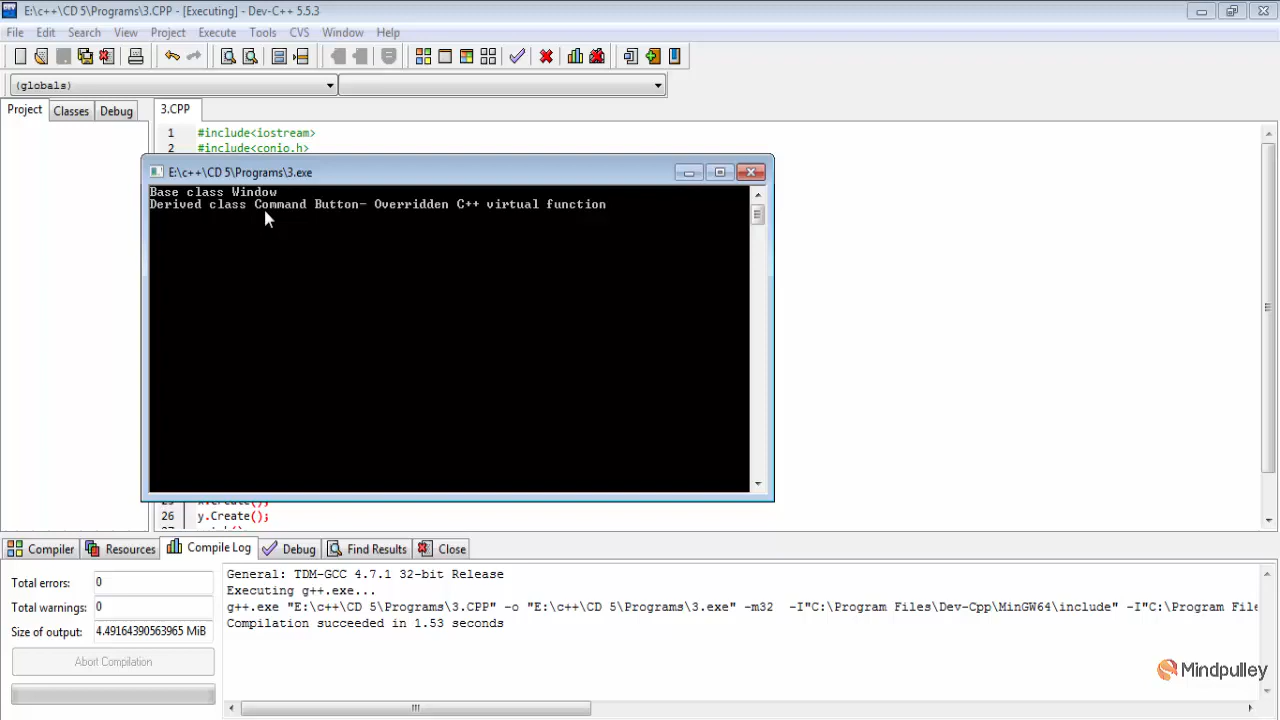 E:\c++\CD 5\Programs\3.CPP - [Executing] - Dev-C++ 5.5.3
File Edit Search View Project Execute Tools CVS Window Help
(globals)
Project Classes Debug 3.CPP
1 #include<iostream>
2 #include<conio.h>
E:\c++\CD 5\Programs\3.exe
Base class Window
Derived class Command Button- Overridden C++ virtual function
26 y.Create();
Compiler Resources Compile Log Debug Find Results Close
Total errors: 0
Total warnings: 0
Size of output: 4.49164390563965 MiB
Abort Compilation
General: TDM-GCC 4.7.1 32-bit Release
Executing g++.exe...
g++.exe "E:\c++\CD 5\Programs\3.CPP" -o "E:\c++\CD 5\Programs\3.exe" -m32 -I"C:\Program Files\Dev-Cpp\MinGW64\include" -I"C:\Program File
Compilation succeeded in 1.53 seconds
Mindpulley